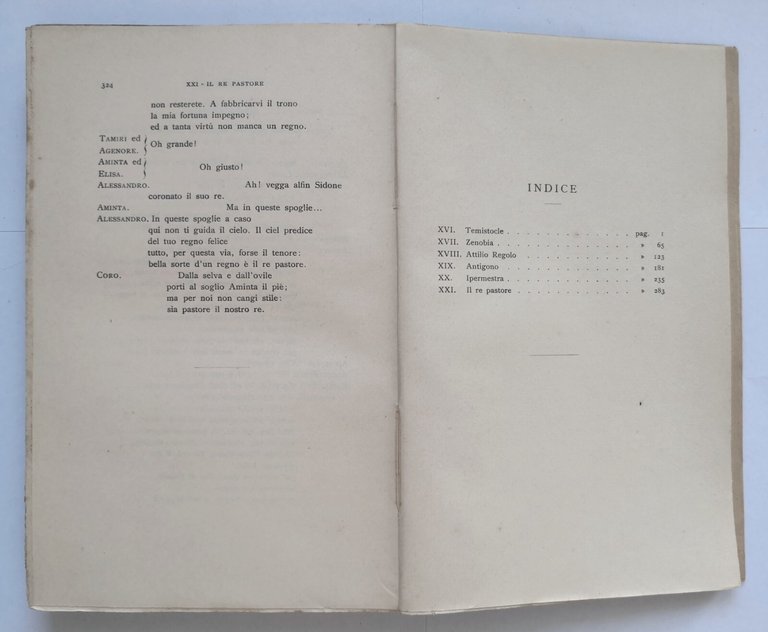 324 XXI - IL RE PASTORE
non resterete. A fabbricarvi il trono
la mia fortuna impegno;
ed a tanta virtù non manca un regno.
TAMIRI ed
AGENORE. } Oh grande!
AMINTA ed
ELISA. } Oh giusto!
ALESSANDRO. Ah! vegga alfin Sidone
coronato il suo re.
AMINTA. Ma in queste spoglie...
ALESSANDRO. In queste spoglie a caso
qui non ti guida il cielo. Il ciel predice
del tuo regno felice
tutto, per questa via, forse il tenore:
bella sorte d'un regno è il re pastore.
CORO. Dalla selva e dall'ovile
porti al soglio Aminta il piè;
ma per noi non cangi stile:
sia pastore il nostro re.
INDICE
XVI. Temistocle . . . . . . . . . . . . . pag. 1
XVII. Zenobia . . . . . . . . . . . . . . » 65
XVIII. Attilio Regolo . . . . . . . . . . . . » 123
XIX. Antigono . . . . . . . . . . . . . . » 181
XX. Ipermestra . . . . . . . . . . . . . » 235
XXI. Il re pastore . . . . . . . . . . . . » 283